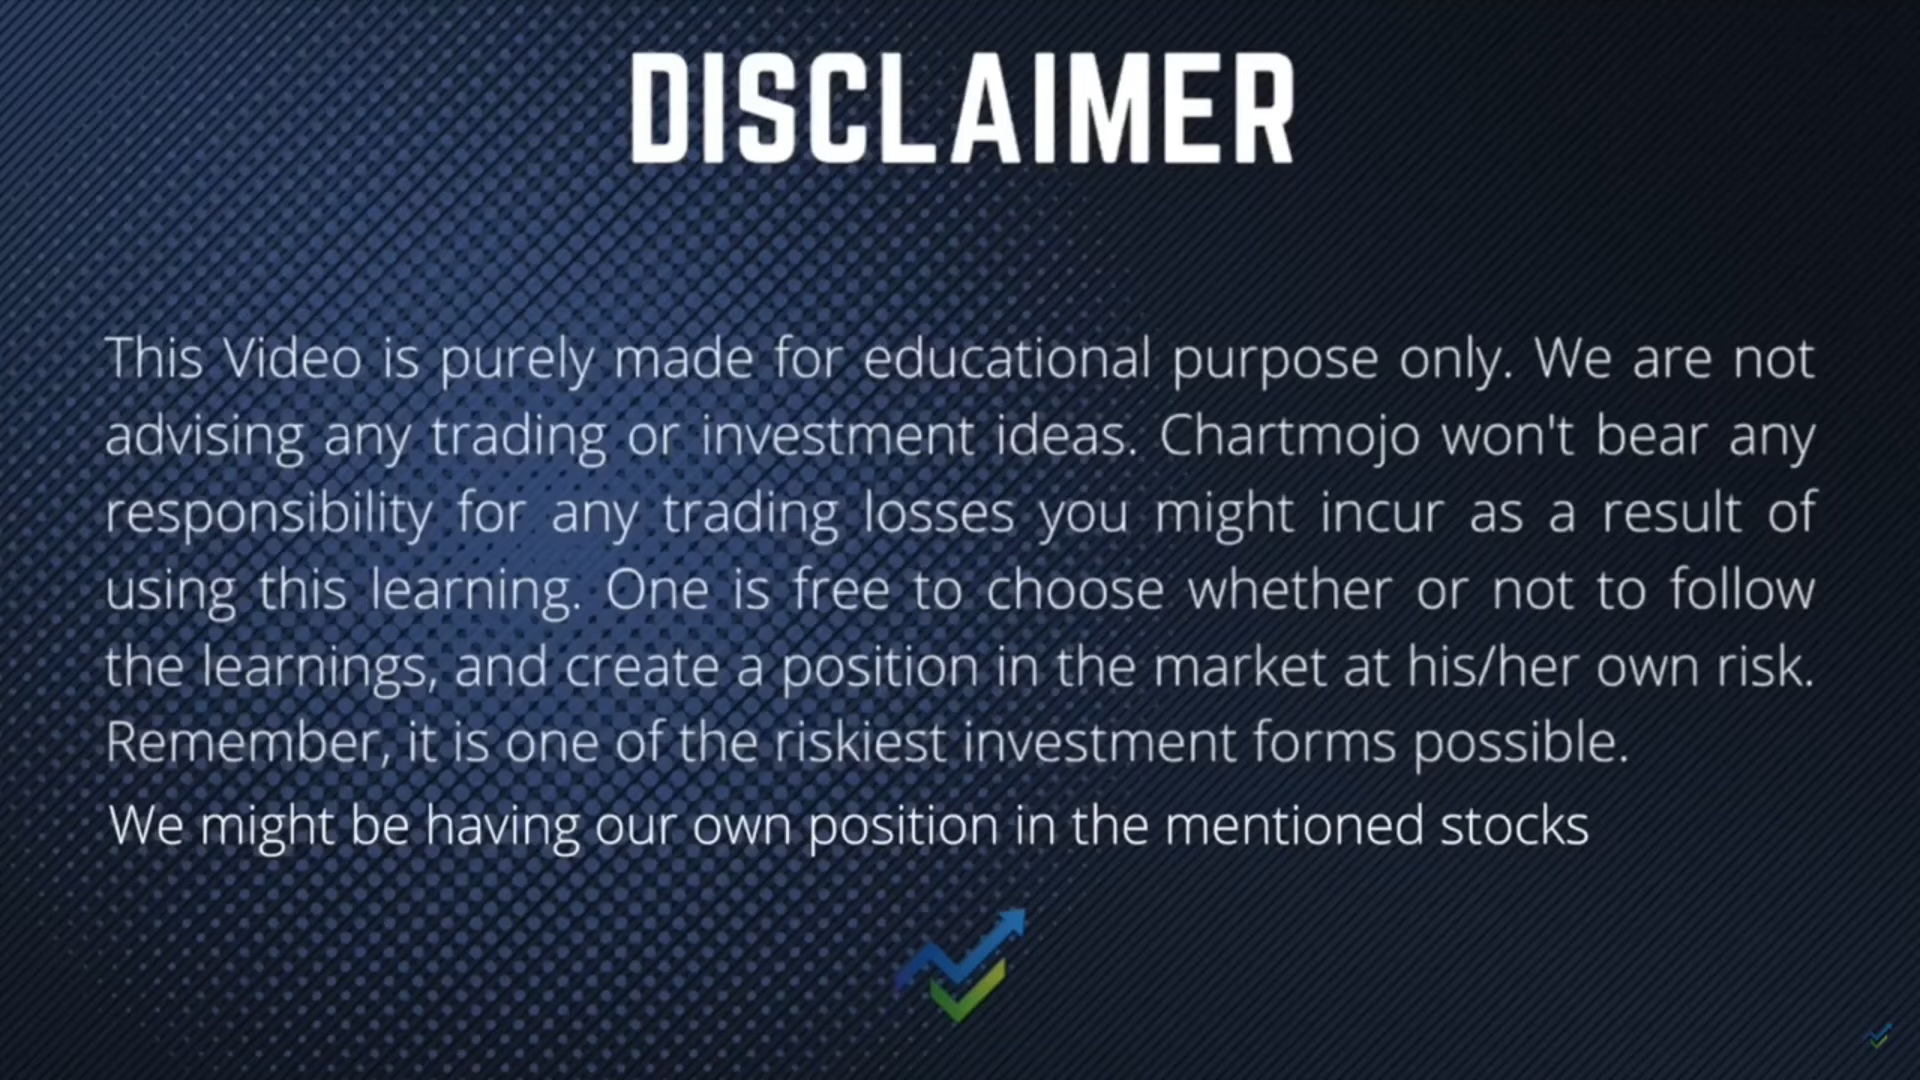 DISCLAIMER
This Video is purely made for educational purpose only. We are not
advising any trading or investment ideas. Chartmojo won't bear any
responsibility for any trading losses you might incur as a result of
using this learning. One is free to choose whether or not to follow
the learnings, and create a position in the market at his/her own risk.
Remember, it is one of the riskiest investment forms possible.
We might be having our own position in the mentioned stocks